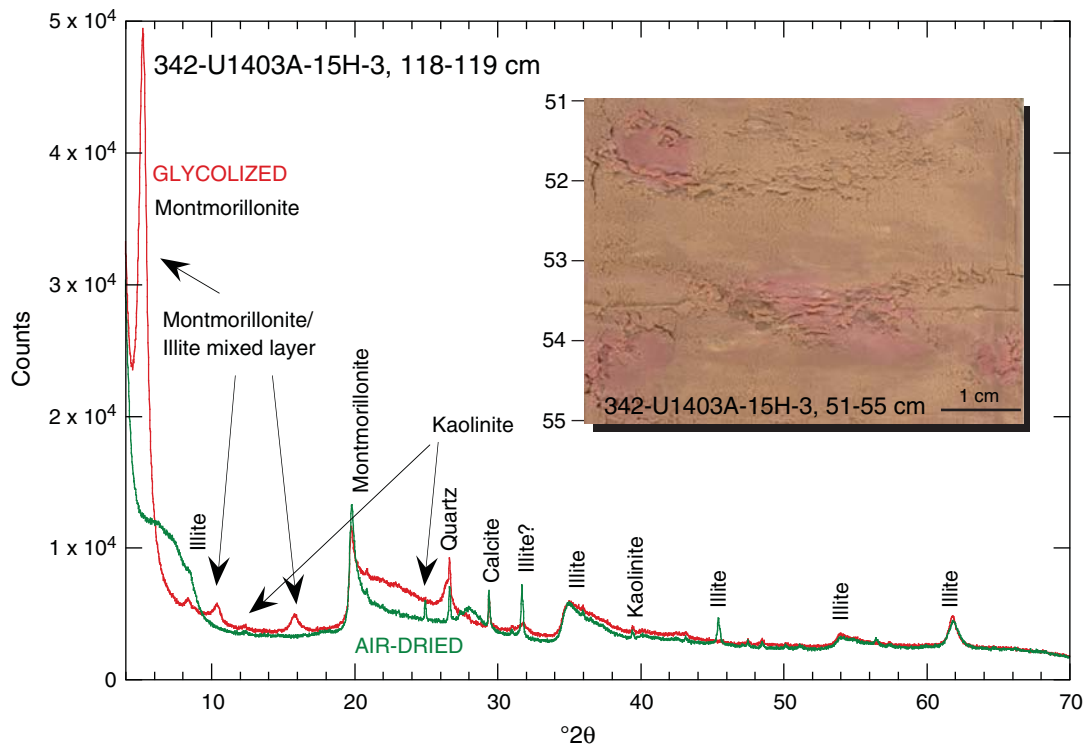 5 x 10⁴
4 x 10⁴
3 x 10⁴
2 x 10⁴
1 x 10⁴
0
Counts
342-U1403A-15H-3, 118-119 cm
GLYCOLIZED
Montmorillonite
Montmorillonite/
Illite mixed layer
Kaolinite
Illite
Montmorillonite
Quartz
Calcite
Illite?
Illite
Kaolinite
Illite
Illite
Illite
AIR-DRIED
51
52
53
54
55
342-U1403A-15H-3, 51-55 cm
1 cm
10
20
30
40
50
60
70
°2θ